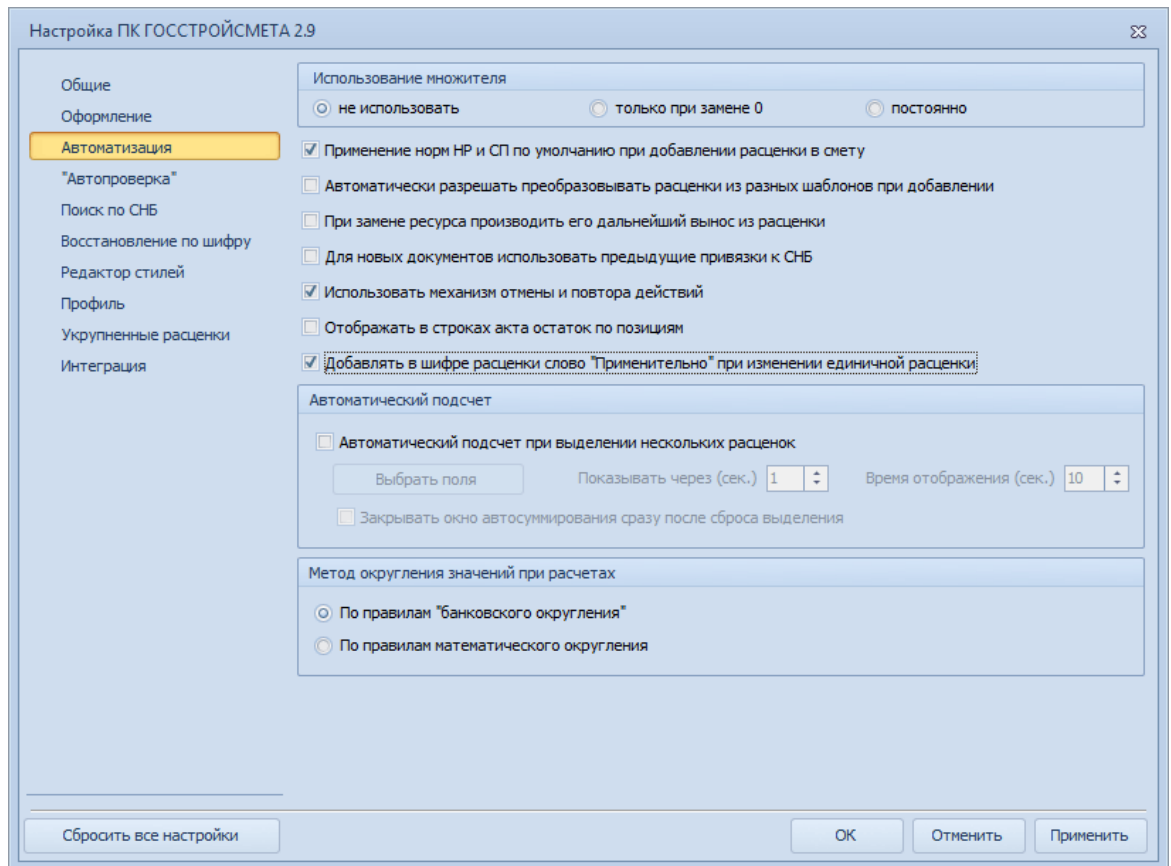 Настройка ПК ГОССТРОЙСМЕТА 2.9
Общие
Оформление
Автоматизация
"Автопроверка"
Поиск по СНБ
Восстановление по шифру
Редактор стилей
Профиль
Укрупненные расценки
Интеграция
Использование множителя
не использовать только при замене 0 постоянно
Применение норм НР и СП по умолчанию при добавлении расценки в смету
Автоматически разрешать преобразовывать расценки из разных шаблонов при добавлении
При замене ресурса производить его дальнейший вынос из расценки
Для новых документов использовать предыдущие привязки к СНБ
Использовать механизм отмены и повтора действий
Отображать в строках акта остаток по позициям
Добавлять в шифре расценки слово "Применительно" при изменении единичной расценки
Автоматический подсчет
Автоматический подсчет при выделении нескольких расценок
Выбрать поля Показывать через (сек.) 1 Время отображения (сек.) 10
Закрывать окно автосуммирования сразу после сброса выделения
Метод округления значений при расчетах
По правилам "банковского округления"
По правилам математического округления
Сбросить все настройки ОК Отменить Применить